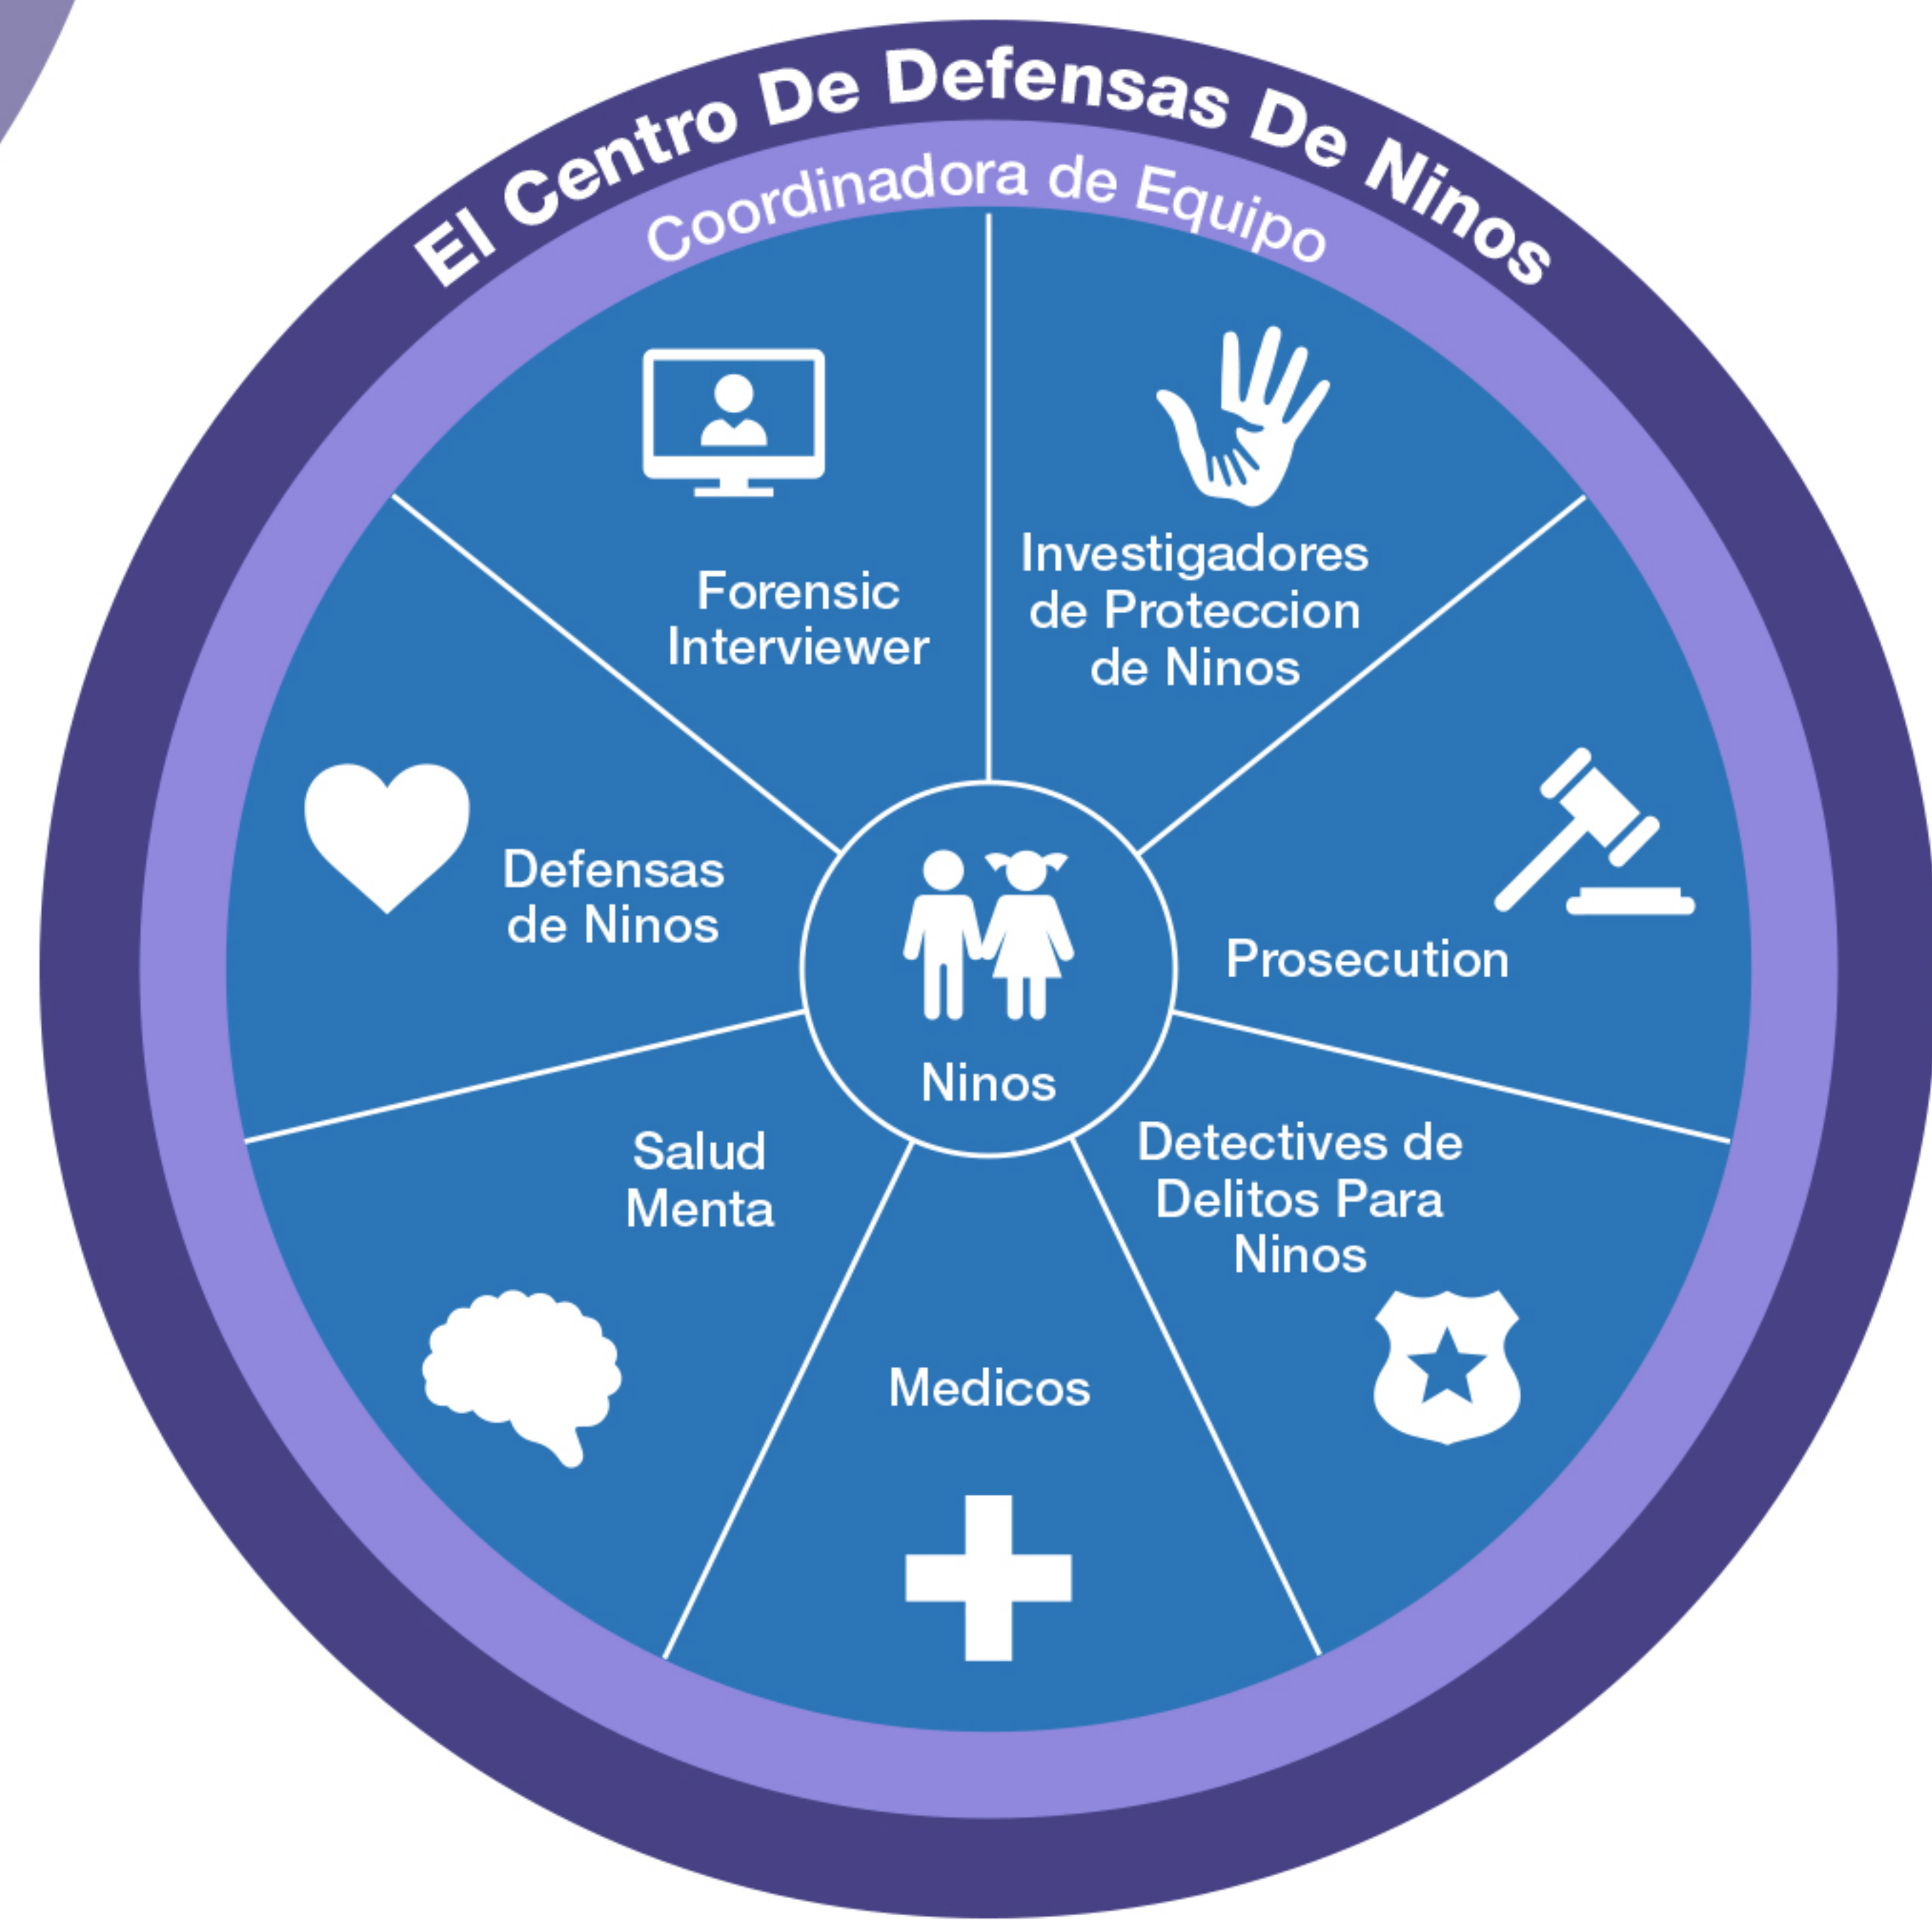 El Centro De Defensas De Ninos
Coordinadora de Equipo
Forensic
Interviewer
Investigadores
de Proteccion
de Ninos
Defensas
de Ninos
Prosecution
Ninos
Salud
Menta
Detectives de
Delitos Para
Ninos
Medicos